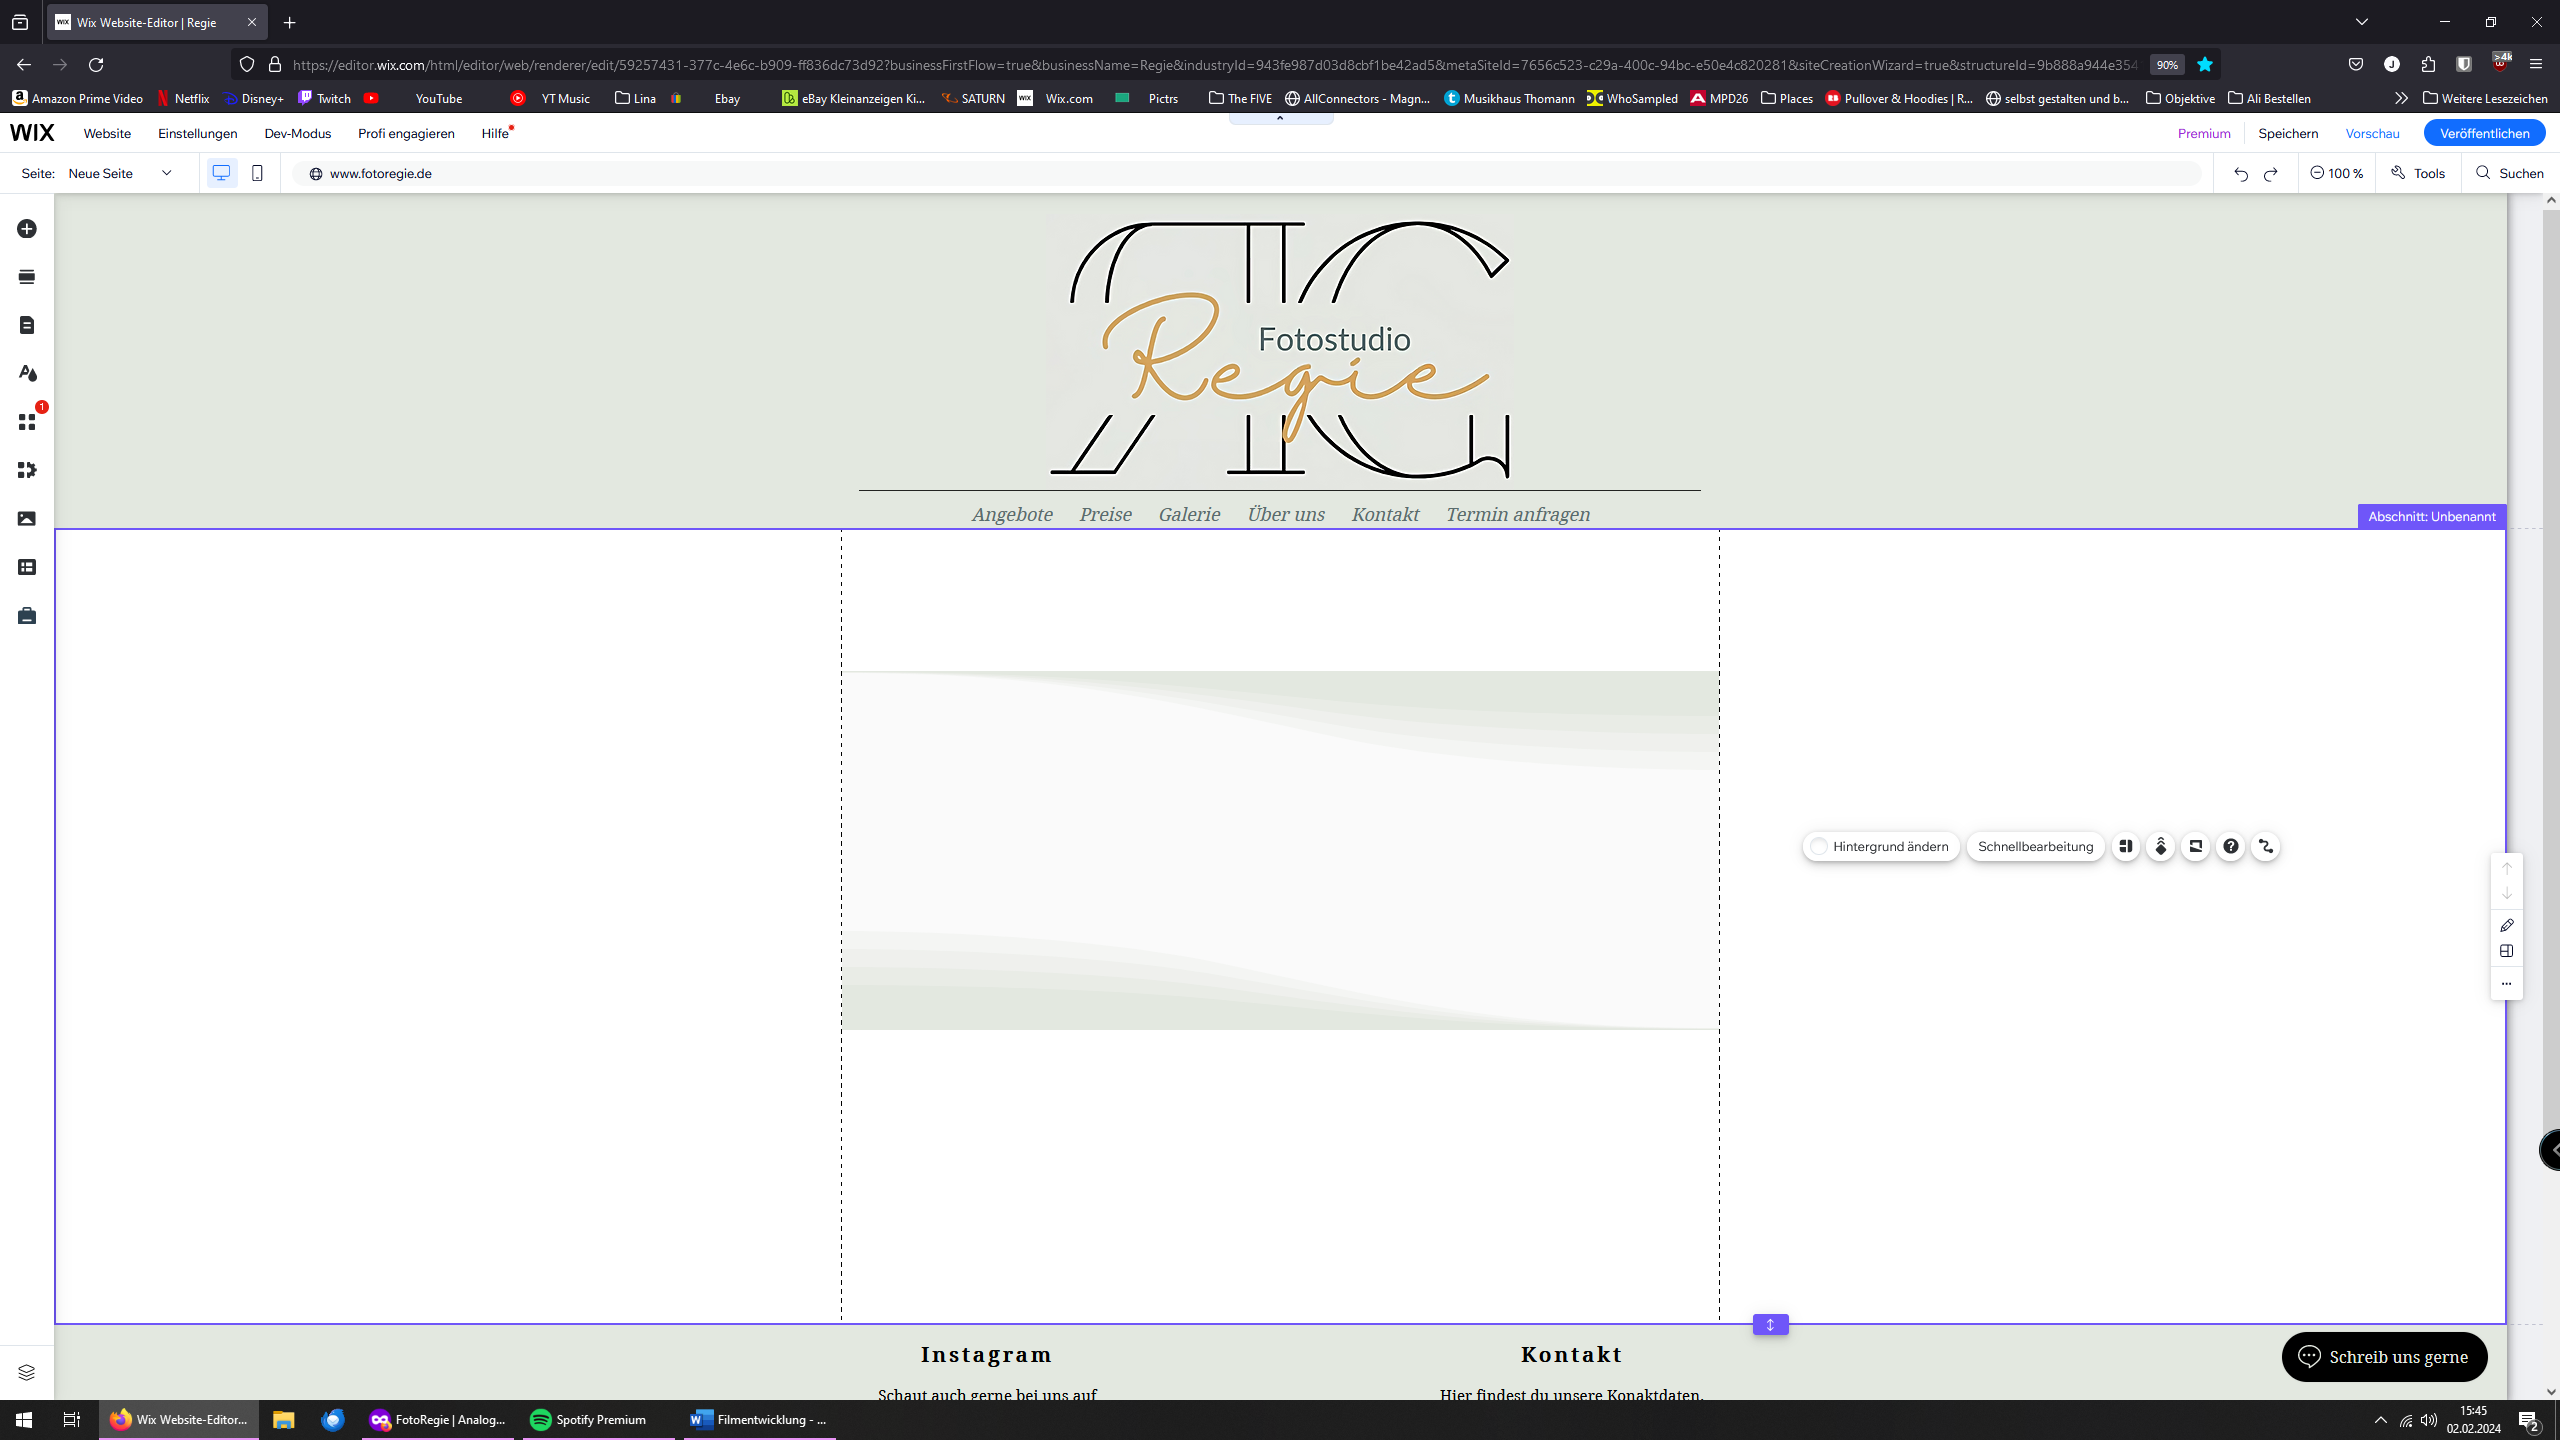 Wix Website-Editor | Regie
https://editor.wix.com/html/editor/web/renderer/edit/59257431-377c-4e6c-b909-ff836dc73d92?businessFirstFlow=true&businessName=Regie&industryId=943fe987d03d8cbf1be42ad5&metaSiteId=7656c523-c29a-400c-94bc-e50e4c820281&siteCreationWizard=true&structureId=9b888a944e354
90%
J
>4k
Amazon Prime Video Netflix Disney+ Twitch YouTube YT Music Lina Ebay eBay Kleinanzeigen Ki... SATURN Wix.com Pictrs The FIVE AllConnectors - Magn... Musikhaus Thomann WhoSampled MPD26 Places Pullover & Hoodies | R... selbst gestalten und b... Objektive Ali Bestellen Weitere Lesezeichen
WIX Website Einstellungen Dev-Modus Profi engagieren Hilfe Premium Speichern Vorschau Veröffentlichen
Seite: Neue Seite www.fotoregie.de 100 % Tools Suchen
1
Fotostudio
Regie
Angebote Preise Galerie Über uns Kontakt Termin anfragen
Abschnitt: Unbenannt
Hintergrund ändern Schnellbearbeitung
Instagram Kontakt
Schaut auch gerne bei uns auf Hier findest du unsere Konaktdaten.
Schreib uns gerne
Wix Website-Editor... FotoRegie | Analog... Spotify Premium Filmentwicklung - ...
15:45
02.02.2024
2